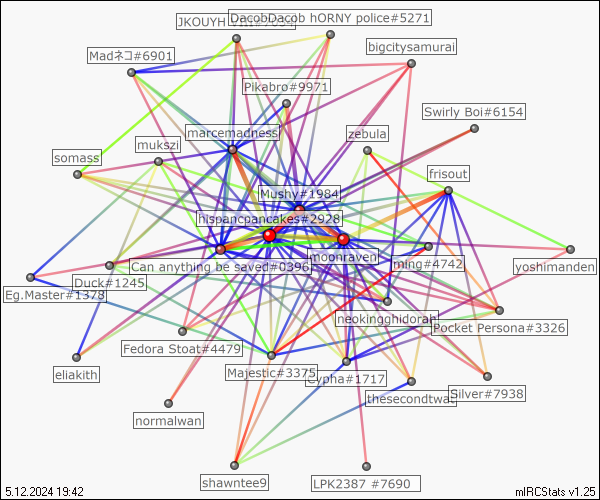 JKOUYH
DacobDacob hORNY police#5271
Madネコ#6901
bigcitysamurai
Pikabro#9971
Swirly Boi#6154
marcemadness
zebula
mukszi
somass
frisout
Mushy#1984
hispancpancakes#2928
moonraveni
Can anything be saved#0396
ming#4742
yoshimanden
Duck#1245
Eg.Master#1378
neokingghidorah
Pocket Persona#3326
Fedora Stoat#4479
Majestic#3375
Cypha#1717
eliakith
thesecondtwat
Silver#7938
normalwan
shawntee9
LPK2387 #7690
5.12.2024 19:42
mIRCStats v1.25